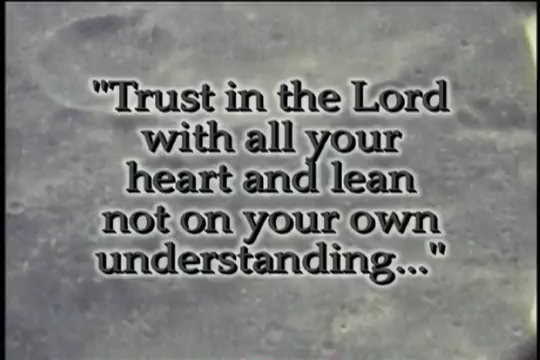 "Trust in the Lord
with all your
heart and lean
not on your own
understanding..."